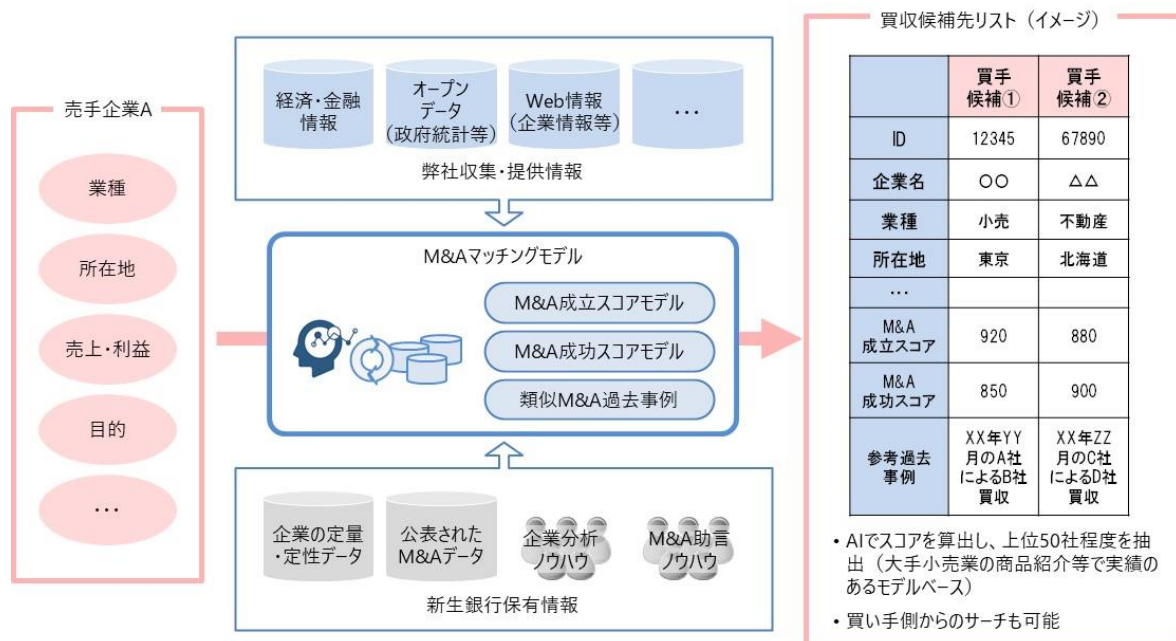 売手企業A
業種
所在地
売上・利益
目的
…
経済・金融
情報
オープン
データ
(政府統計等)
Web情報
(企業情報等)
…
弊社収集・提供情報
M&Aマッチングモデル
M&A成立スコアモデル
M&A成功スコアモデル
類似M&A過去事例
企業の定量
・定性データ
公表された
M&Aデータ
企業分析
ノウハウ
M&A助言
ノウハウ
新生銀行保有情報
買収候補先リスト（イメージ）
買手
候補①
買手
候補②
ID
12345
67890
企業名
○○
△△
業種
小売
不動産
所在地
東京
北海道
…
M&A
成立スコア
920
880
M&A
成功スコア
850
900
参考過去
事例
XX年YY
月のA社
によるB社
買収
XX年ZZ
月のC社
によるD社
買収
・AIでスコアを算出し、上位50社程度を抽
出（大手小売業の商品紹介等で実績の
あるモデルベース）
・買い手側からのサーチも可能